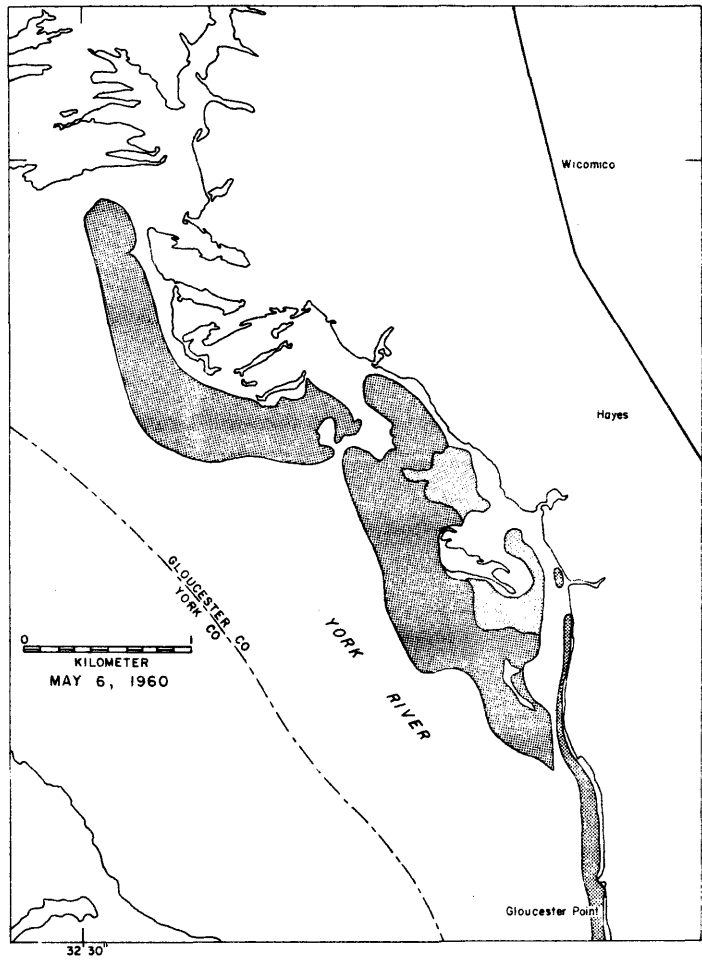 Wicomico
Hayes
GLOUCESTER CO
YORK CO
0 1
KILOMETER
MAY 6, 1960
YORK
RIVER
Gloucester Point
32'30"